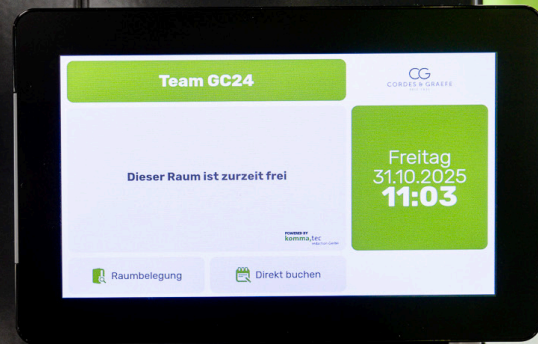 Team GC24
CG
CORDES & GRAEFE
Dieser Raum ist zurzeit frei
Freitag
31.10.2025
11:03
POWERED BY
komma,tec
Raumbelegung
Direkt buchen